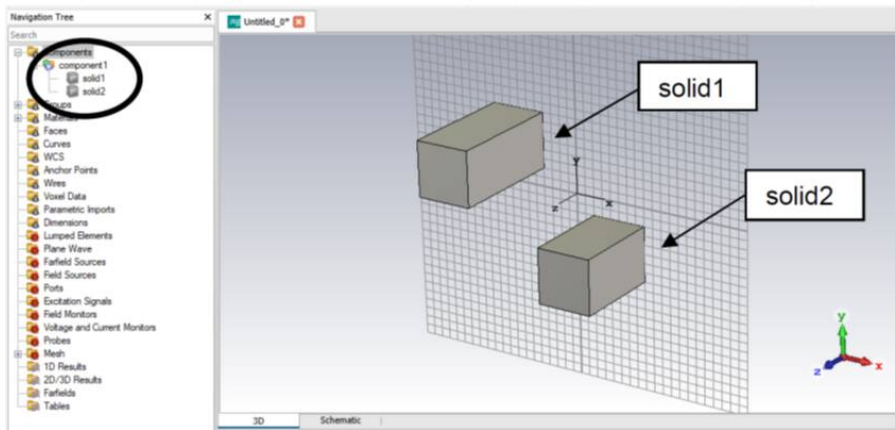 Navigation Tree
Untitled_0*
Search
Components
component1
solid1
solid2
Groups
Materials
Faces
Curves
WCS
Anchor Points
Wires
Voxel Data
Parametric Imports
Dimensions
Lumped Elements
Plane Wave
Farfield Sources
Field Sources
Ports
Excitation Signals
Field Monitors
Voltage and Current Monitors
Probes
Mesh
1D Results
2D/3D Results
Farfields
Tables
solid1
solid2
y
x
z
y
x
z
3D
Schematic